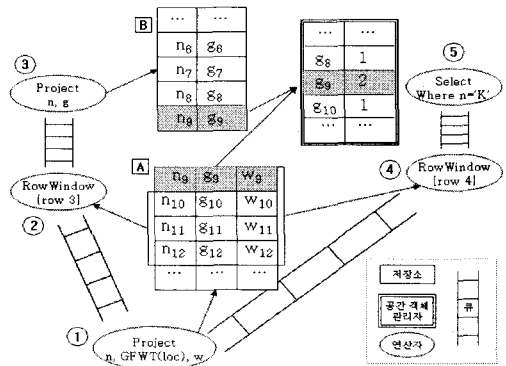 B
... ...
n6 g6
n7 g7
n8 g8
n9 g9
... ...
g8 1
g9 2
g10 1
... ...
5
Select
Where n='K'
3
Project
n, g
A
n9 g9 w9
n10 g10 w10
n11 g11 w11
n12 g12 w12
... ...
4
RowWindow
[row 4]
RowWindow
[row 3]
2
1
Project
n, GFWT(loc), w
저장소
공간 객체
관리자
연산자
큐